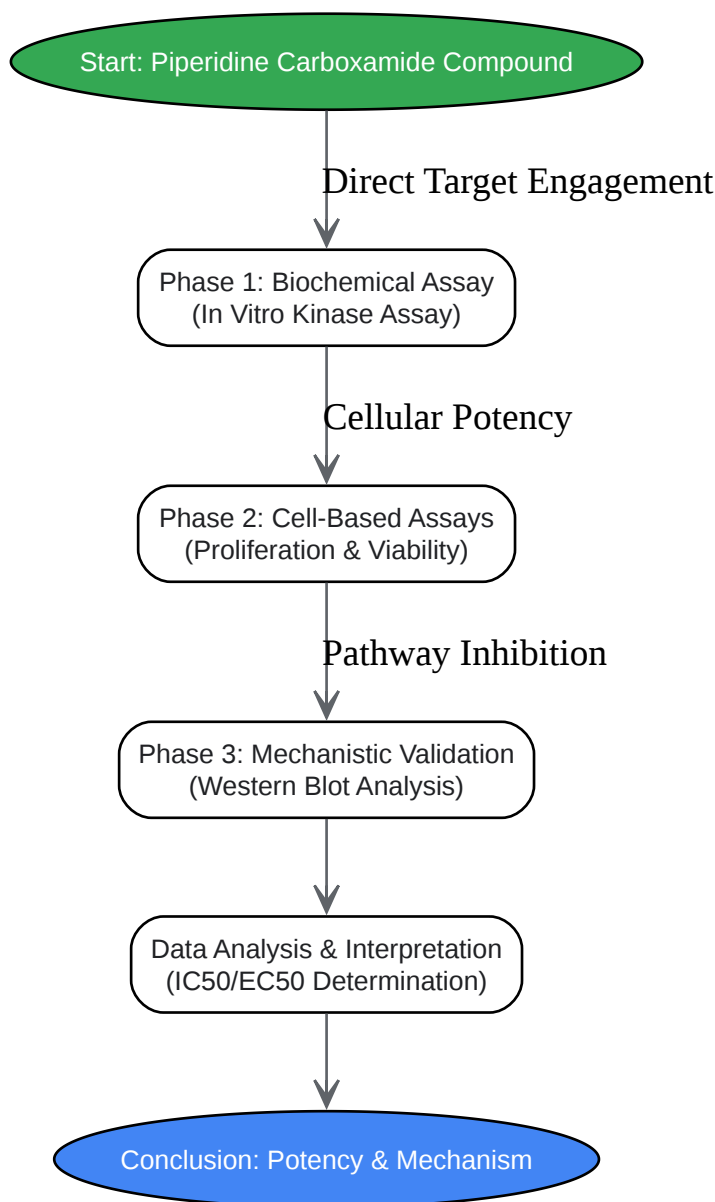 Start: Piperidine Carboxamide Compound
Direct Target Engagement
Phase 1: Biochemical Assay
(In Vitro Kinase Assay)
Cellular Potency
Phase 2: Cell-Based Assays
(Proliferation & Viability)
Pathway Inhibition
Phase 3: Mechanistic Validation
(Western Blot Analysis)
Data Analysis & Interpretation
(IC50/EC50 Determination)
Conclusion: Potency & Mechanism